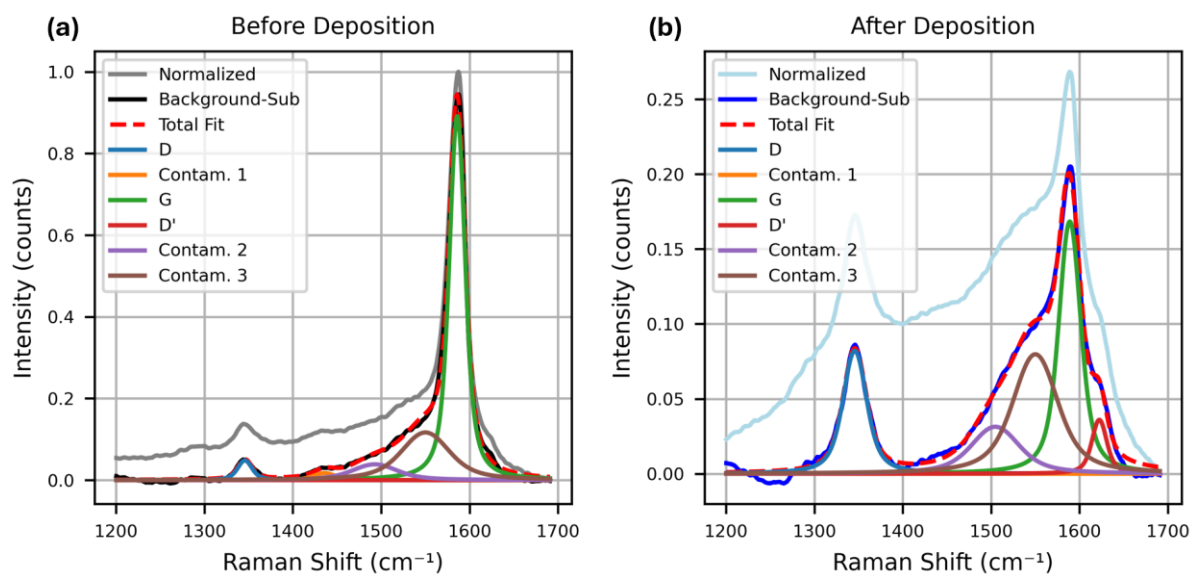 (a) Before Deposition
Intensity (counts)
1.0
0.8
0.6
0.4
0.2
0.0
Normalized
Background-Sub
Total Fit
D
Contam. 1
G
D'
Contam. 2
Contam. 3
1200 1300 1400 1500 1600 1700
Raman Shift (cm⁻¹)
(b) After Deposition
Intensity (counts)
0.25
0.20
0.15
0.10
0.05
0.00
Normalized
Background-Sub
Total Fit
D
Contam. 1
G
D'
Contam. 2
Contam. 3
1200 1300 1400 1500 1600 1700
Raman Shift (cm⁻¹)